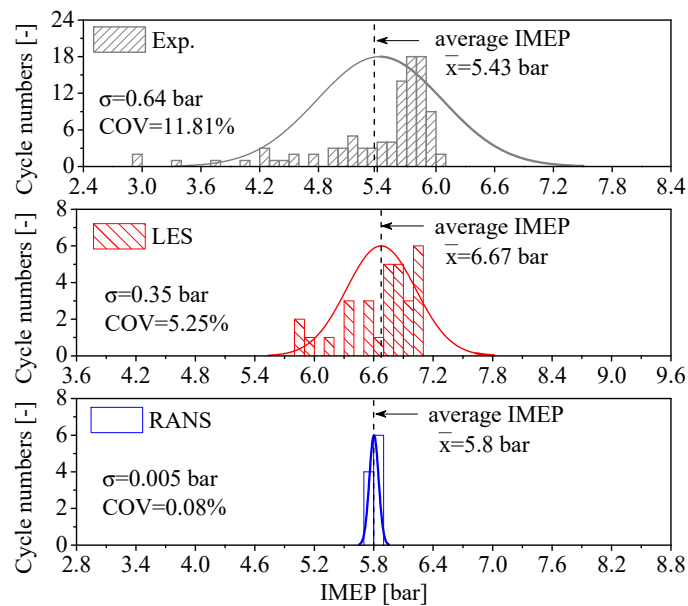 24
18
12
6
0
Cycle numbers [-]
Exp.
average IMEP
x̅=5.43 bar
σ=0.64 bar
COV=11.81%
2.4 3.0 3.6 4.2 4.8 5.4 6.0 6.6 7.2 7.8 8.4
8
6
4
2
0
Cycle numbers [-]
LES
average IMEP
x̅=6.67 bar
σ=0.35 bar
COV=5.25%
3.6 4.2 4.8 5.4 6.0 6.6 7.2 7.8 8.4 9.0 9.6
8
6
4
2
0
Cycle numbers [-]
RANS
average IMEP
x̅=5.8 bar
σ=0.005 bar
COV=0.08%
2.8 3.4 4.0 4.6 5.2 5.8 6.4 7.0 7.6 8.2 8.8
IMEP [bar]